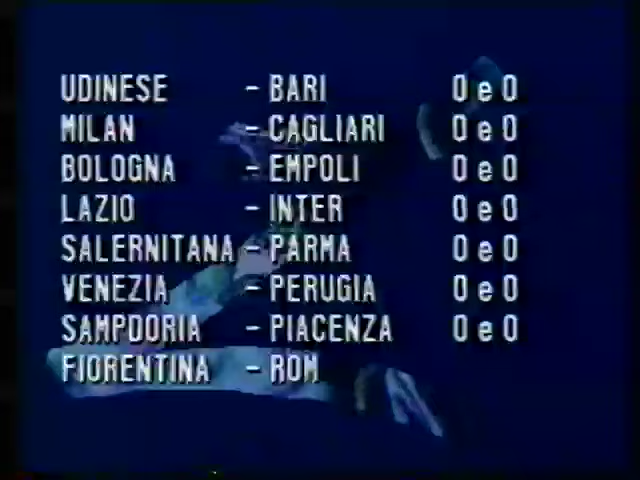 UDINESE - BARI 0 e 0
MILAN - CAGLIARI 0 e 0
BOLOGNA - EMPOLI 0 e 0
LAZIO - INTER 0 e 0
SALERNITANA - PARMA 0 e 0
VENEZIA - PERUGIA 0 e 0
SAMPDORIA - PIACENZA 0 e 0
FIORENTINA - ROM